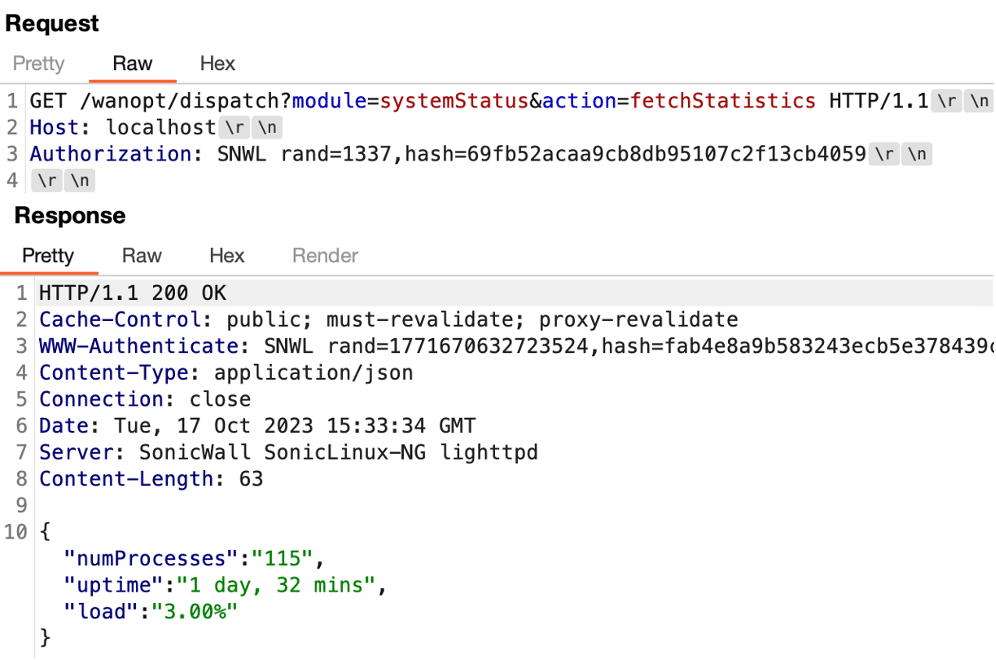 Request
Pretty Raw Hex
1 GET /wanopt/dispatch?module=systemStatus&action=fetchStatistics HTTP/1.1 \r \n
2 Host: localhost \r \n
3 Authorization: SNWL rand=1337,hash=69fb52acaa9cb8db95107c2f13cb4059 \r \n
4 \r \n
Response
Pretty Raw Hex Render
1 HTTP/1.1 200 OK
2 Cache-Control: public; must-revalidate; proxy-revalidate
3 WWW-Authenticate: SNWL rand=1771670632723524,hash=fab4e8a9b583243ecb5e378439c
4 Content-Type: application/json
5 Connection: close
6 Date: Tue, 17 Oct 2023 15:33:34 GMT
7 Server: SonicWall SonicLinux-NG lighttpd
8 Content-Length: 63
9
10 {
"numProcesses":"115",
"uptime":"1 day, 32 mins",
"load":"3.00%"
}